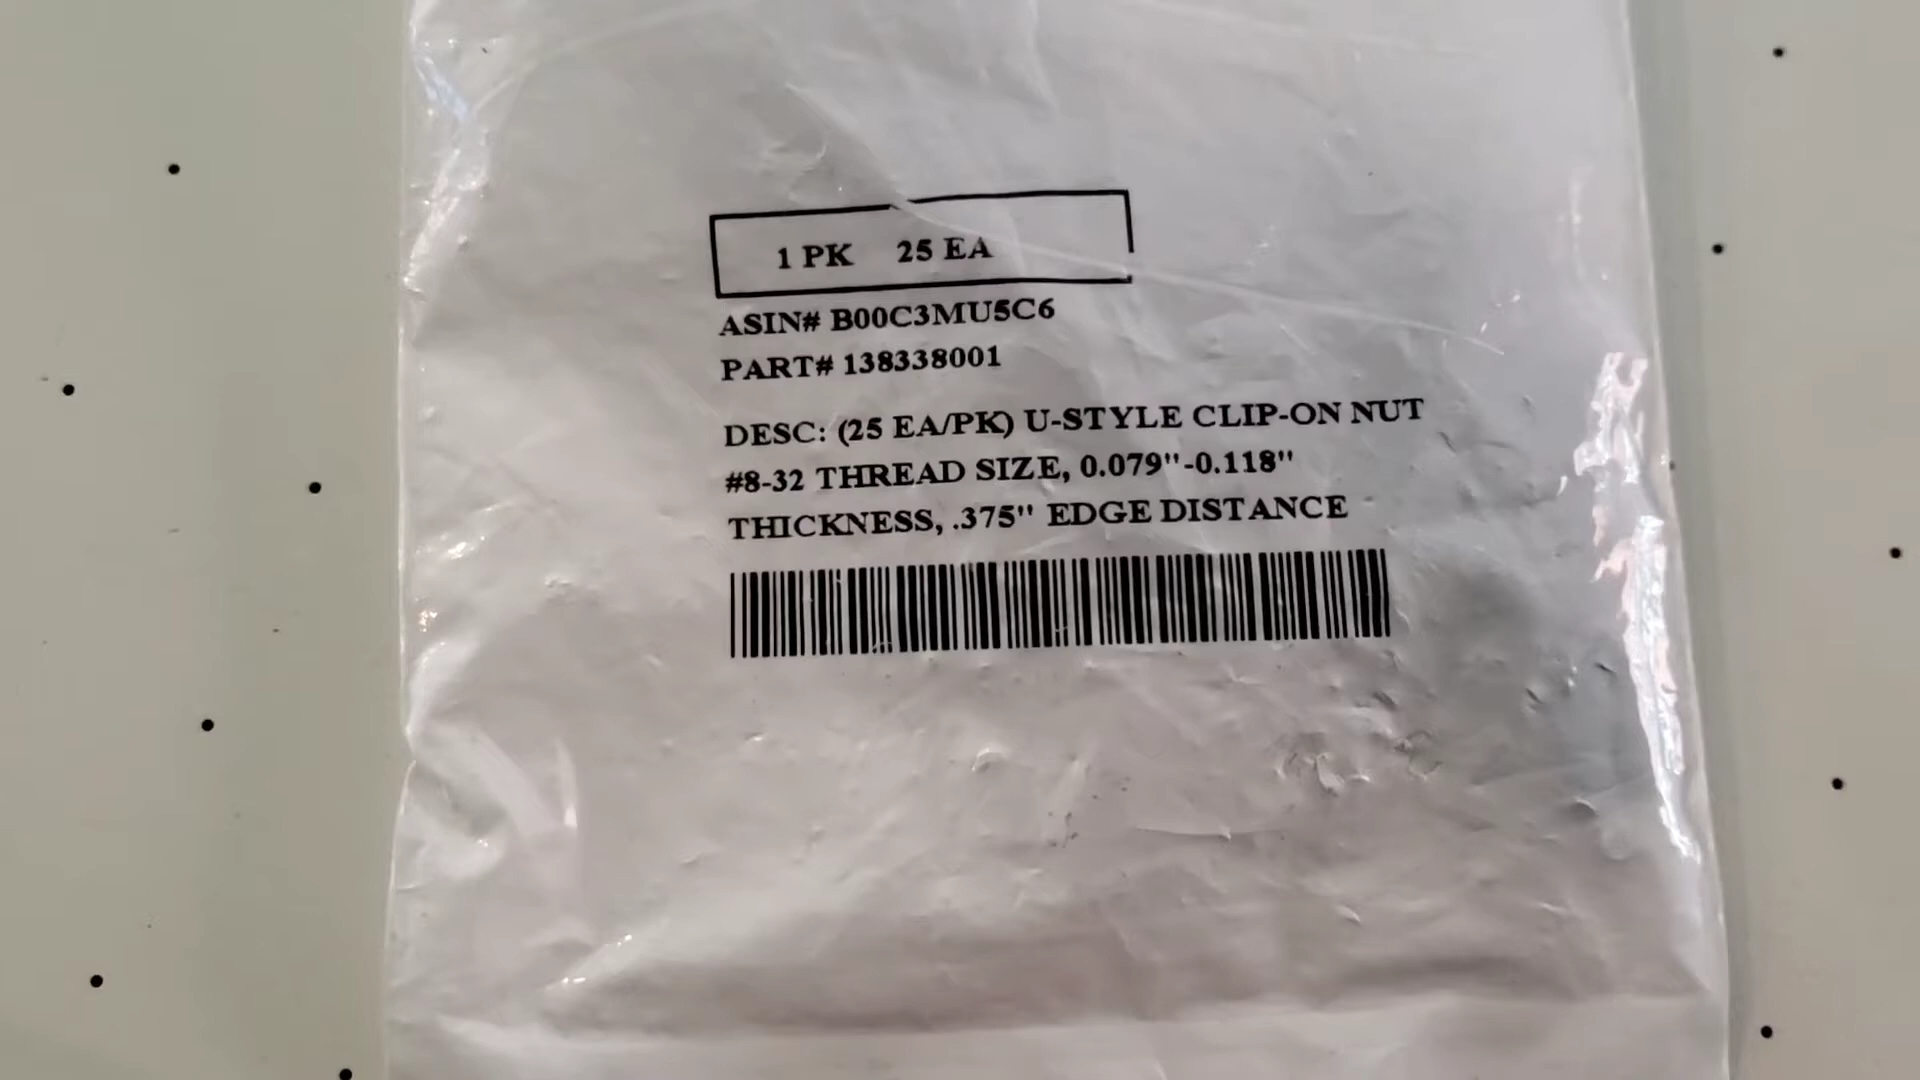 1 PK 25 EA
ASIN# B00C3MU5C6
PART# 138338001
DESC: (25 EA/PK) U-STYLE CLIP-ON NUT
#8-32 THREAD SIZE, 0.079"-0.118"
THICKNESS, .375" EDGE DISTANCE